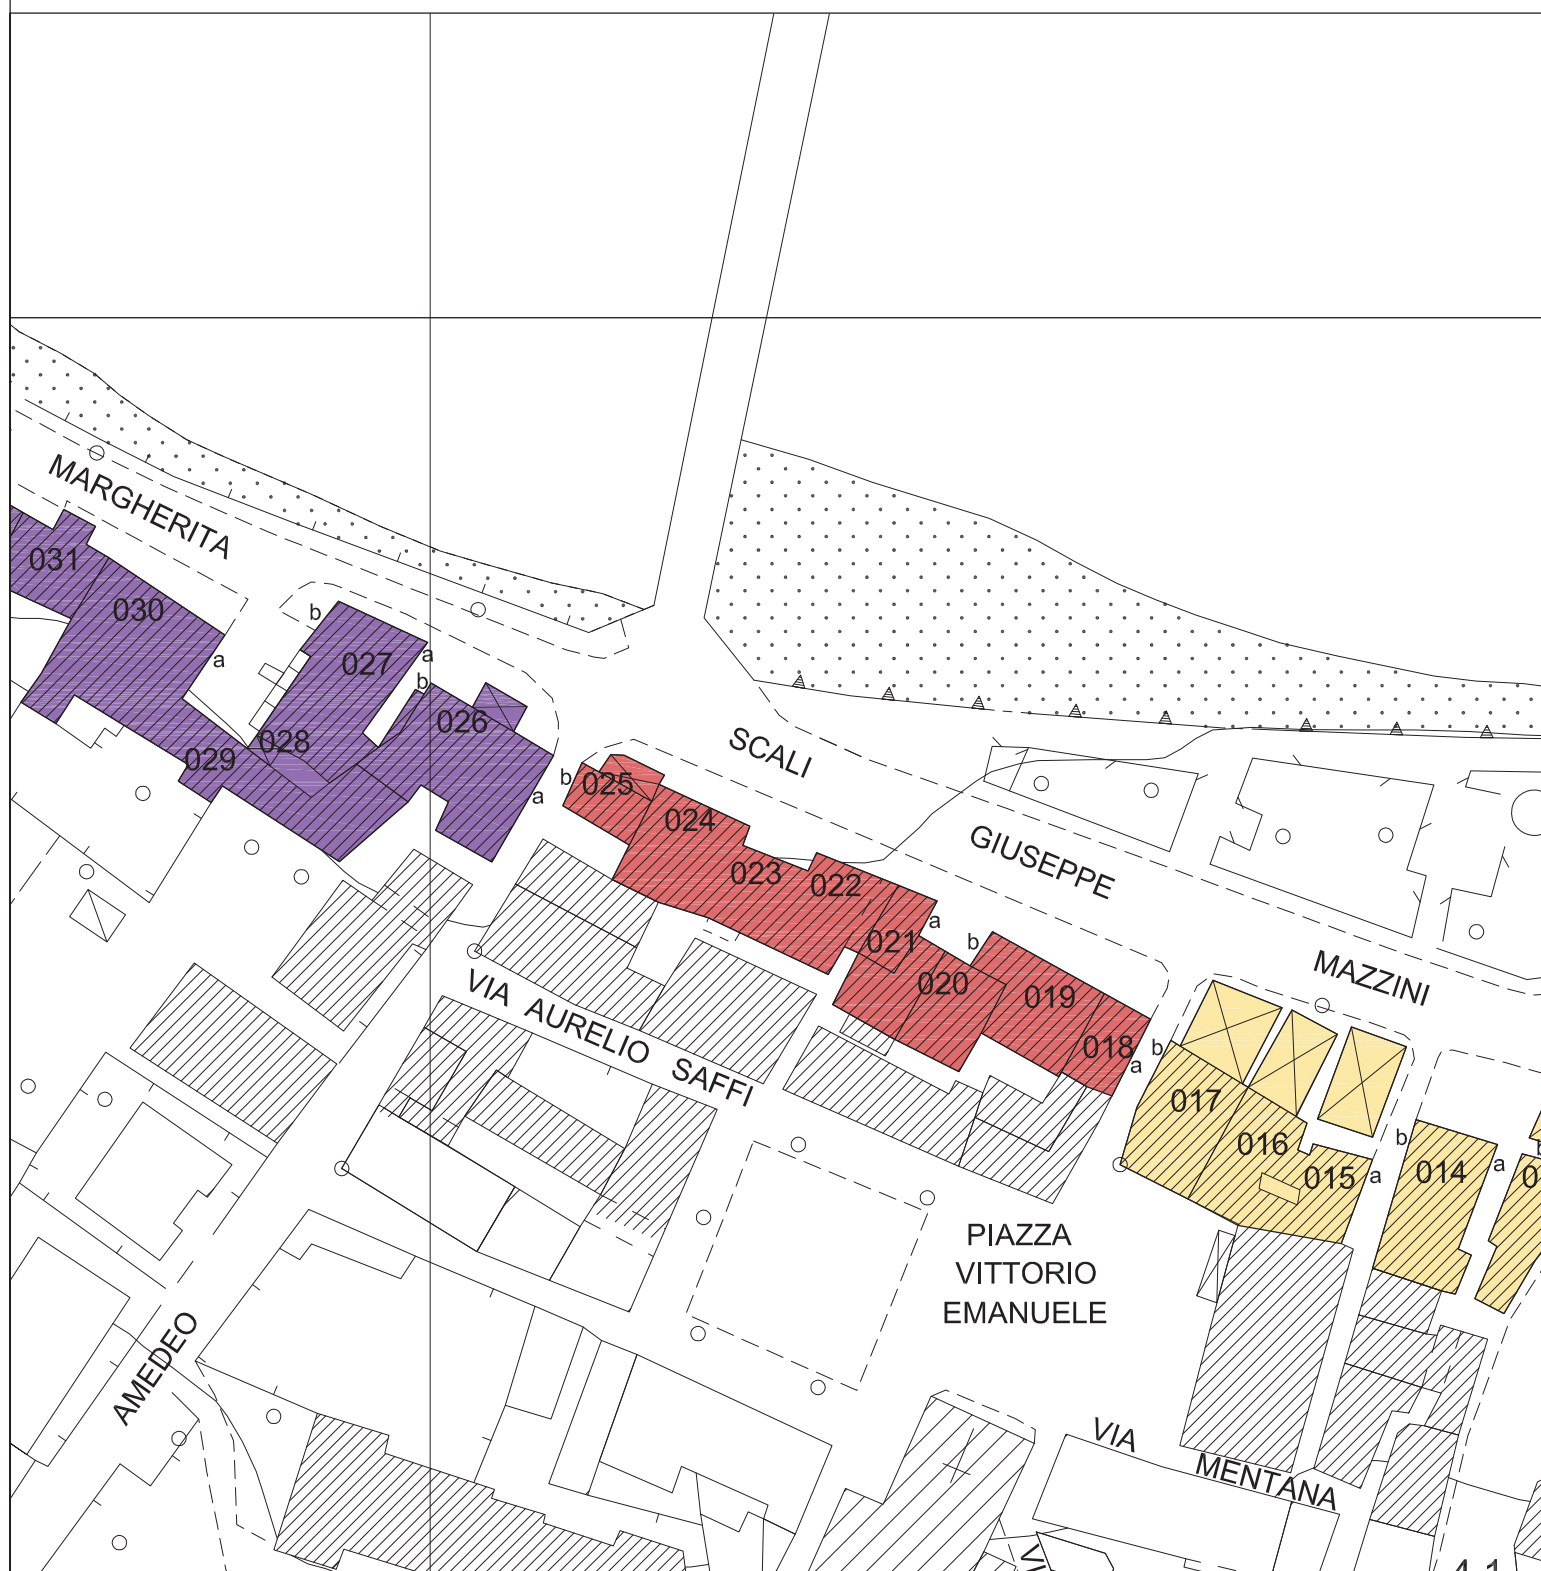 MARGHERITA
031
030
a
b
027
a
b
026
028
029
a
SCALI
b
025
024
023
022
021
a
b
020
019
018
a
GIUSEPPE
MAZZINI
b
017
016
015
a
b
014
a
VIA AURELIO SAFFI
PIAZZA
VITTORIO
EMANUELE
AMEDEO
VIA
MENTANA